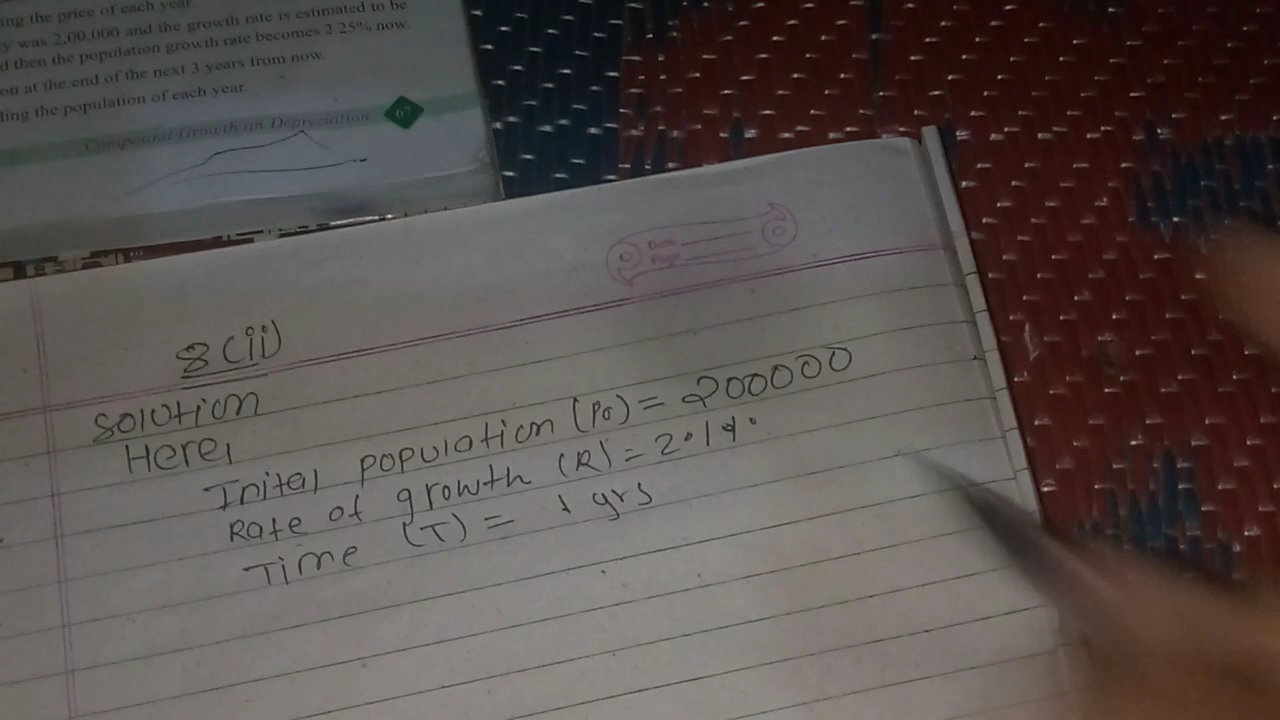 ing the price of each year
y was 2,00,000 and the growth rate is estimated to be
d then the population growth rate becomes 2.25% now.
on at the end of the next 3 years from now.
ling the population of each year.
Compound Growth an Depreciation 67
Date
Page
8(ii)
Solution
Here,
Inital population (P0) = 200000
Rate of growth (R) = 2.1%
Time (T) = 1 yrs